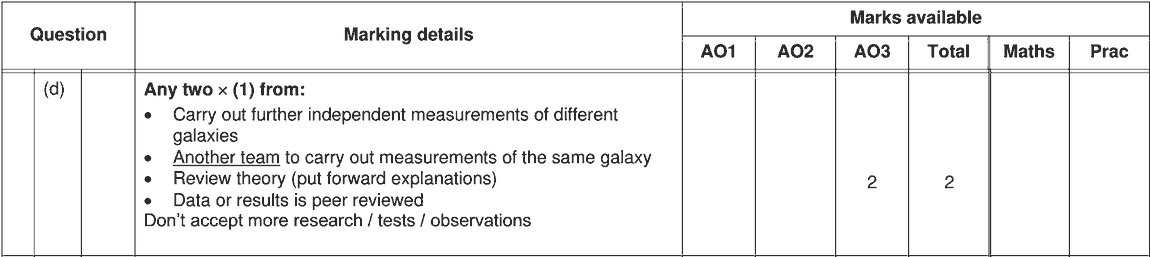 Question
Marking details
Marks available
AO1 AO2 AO3 Total Maths Prac
(d)
Any two × (1) from:
• Carry out further independent measurements of different
galaxies
• Another team to carry out measurements of the same galaxy
• Review theory (put forward explanations)
• Data or results is peer reviewed
Don't accept more research / tests / observations
2 2